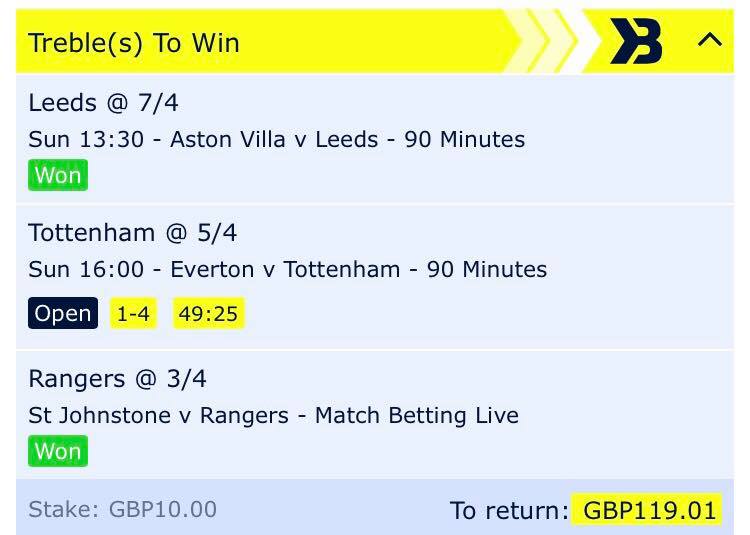 Treble(s) To Win
Leeds @ 7/4
Sun 13:30 - Aston Villa v Leeds - 90 Minutes
Won
Tottenham @ 5/4
Sun 16:00 - Everton v Tottenham - 90 Minutes
Open 1-4 49:25
Rangers @ 3/4
St Johnstone v Rangers - Match Betting Live
Won
Stake: GBP10.00 To return: GBP119.01